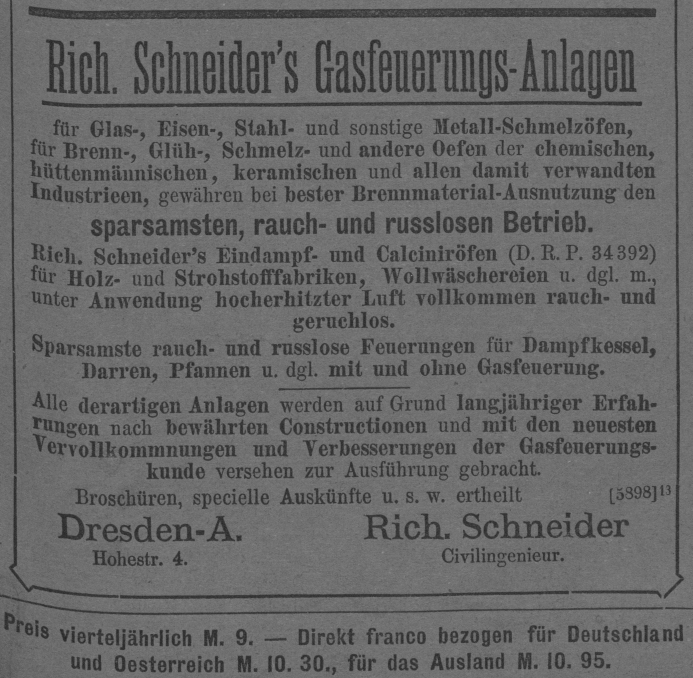 Rich. Schneider's Gasfeuerungs-Anlagen
für Glas-, Eisen-, Stahl- und sonstige Metall-Schmelzöfen,
für Brenn-, Glüh-, Schmelz- und andere Oefen der chemischen,
hüttenmännischen, keramischen und allen damit verwandten
Industrieen, gewähren bei bester Brennmaterial-Ausnutzung den
sparsamsten, rauch- und russlosen Betrieb.
Rich. Schneider's Eindampf- und Calciniröfen (D. R. P. 34392)
für Holz- und Strohstofffabriken, Wollwäschereien u. dgl. m.,
unter Anwendung hocherhitzter Luft vollkommen rauch- und
geruchlos.
Sparsamste rauch- und russlose Feuerungen für Dampfkessel,
Darren, Pfannen u. dgl. mit und ohne Gasfeuerung.
Alle derartigen Anlagen werden auf Grund langjähriger Erfah-
rungen nach bewährten Constructionen und mit den neuesten
Vervollkommnungen und Verbesserungen der Gasfeuerungs-
kunde versehen zur Ausführung gebracht.
Broschüren, specielle Auskünfte u. s. w. ertheilt [5898]13
Dresden-A. Rich. Schneider
Hohestr. 4. Civilingenieur.
Preis vierteljährlich M. 9. — Direkt franco bezogen für Deutschland
und Oesterreich M. 10. 30., für das Ausland M. 10. 95.